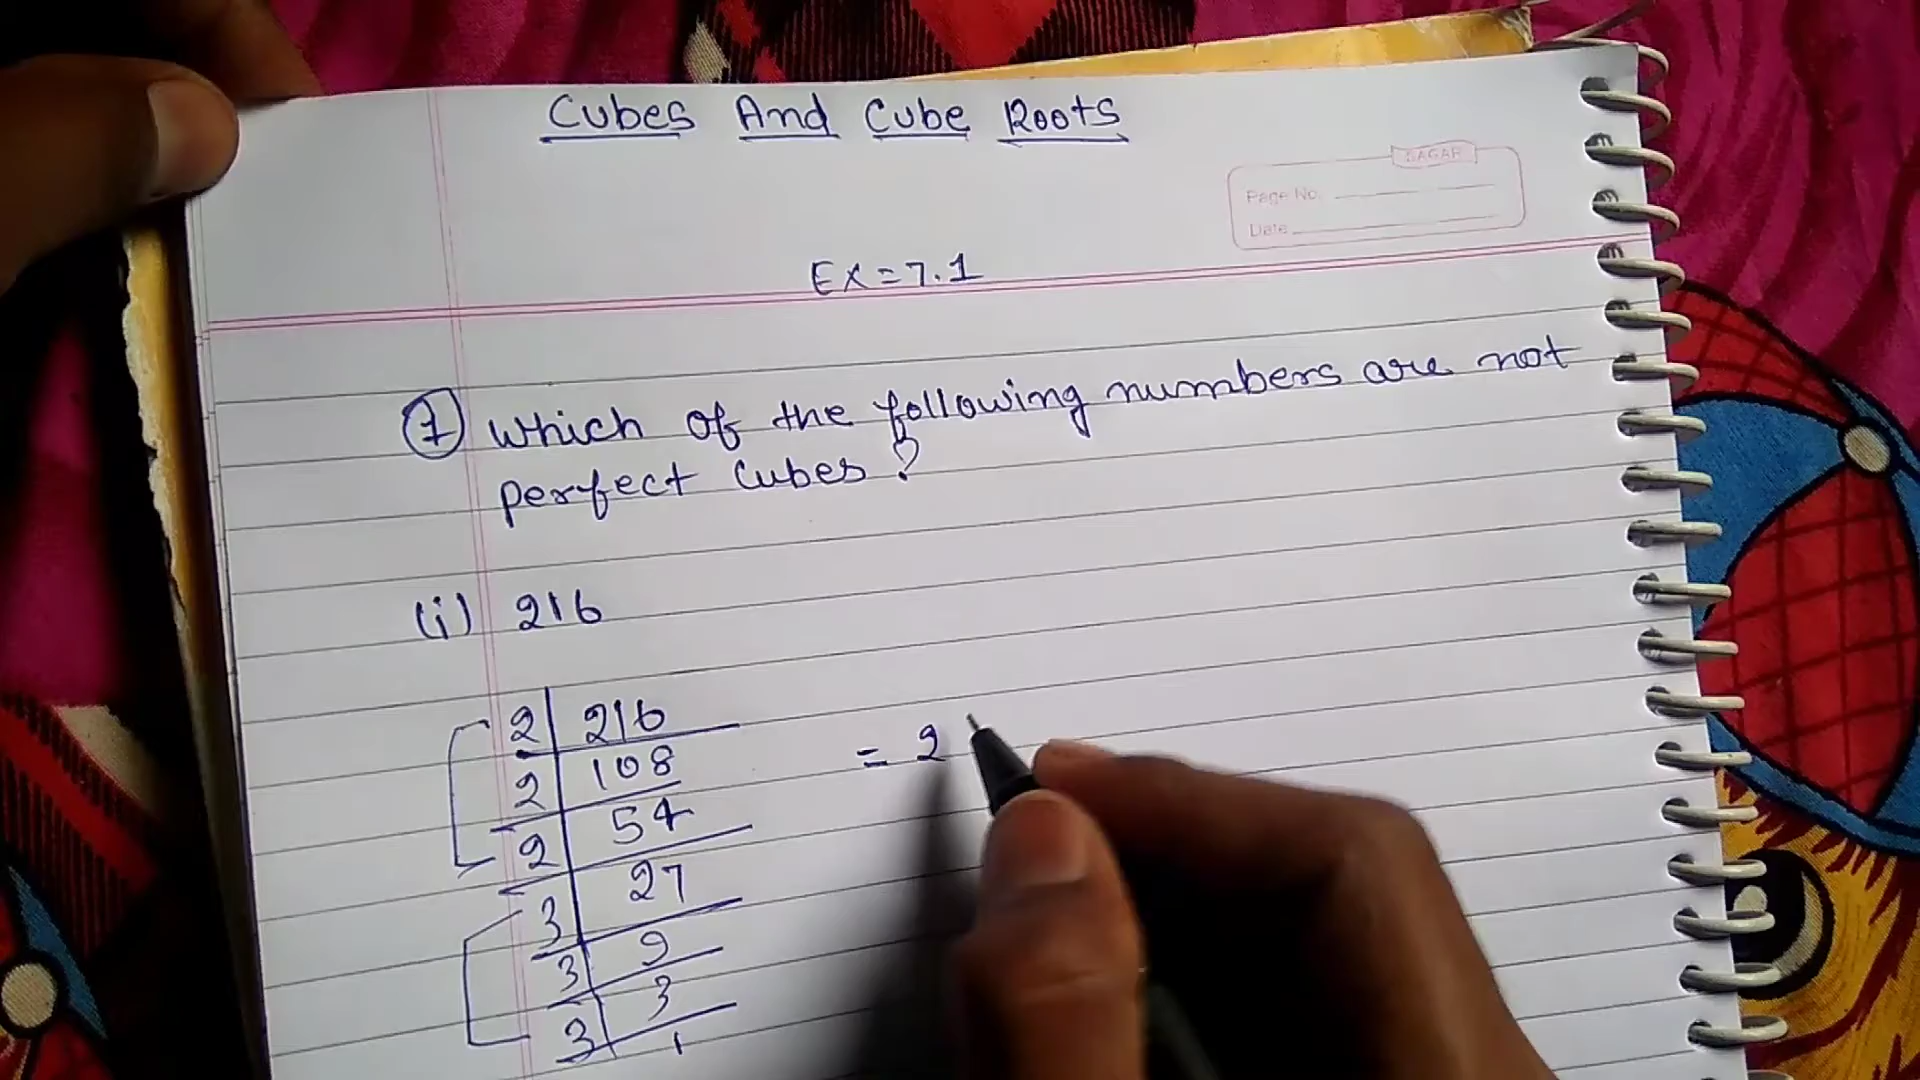 Cubes And Cube Roots
SAGAR
Page No.
Date
Ex = 7.1
1 Which of the following numbers are not
perfect cubes?
(i) 216
2 216
2 108
= 2
2 54
3 27
3 9
3 3
1